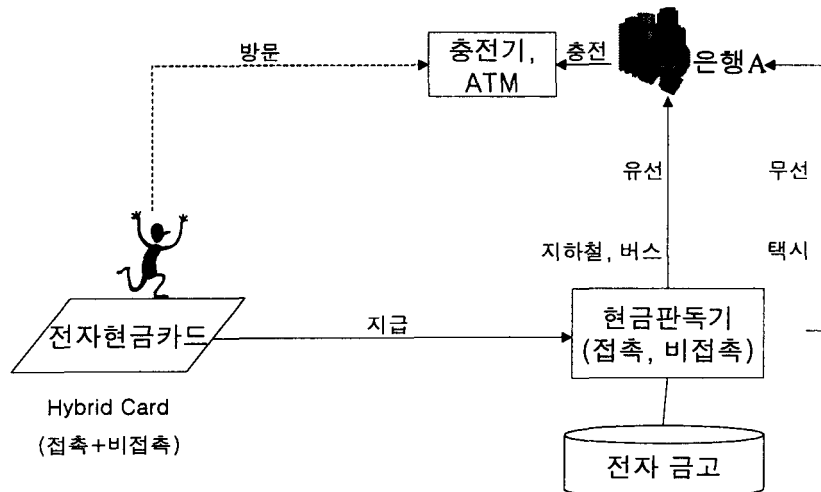 방문
충전기,
ATM
충전
은행A
유선
무선
지하철, 버스
택시
전자현금카드
지급
현금판독기
(접촉, 비접촉)
Hybrid Card
(접촉+비접촉)
전자 금고